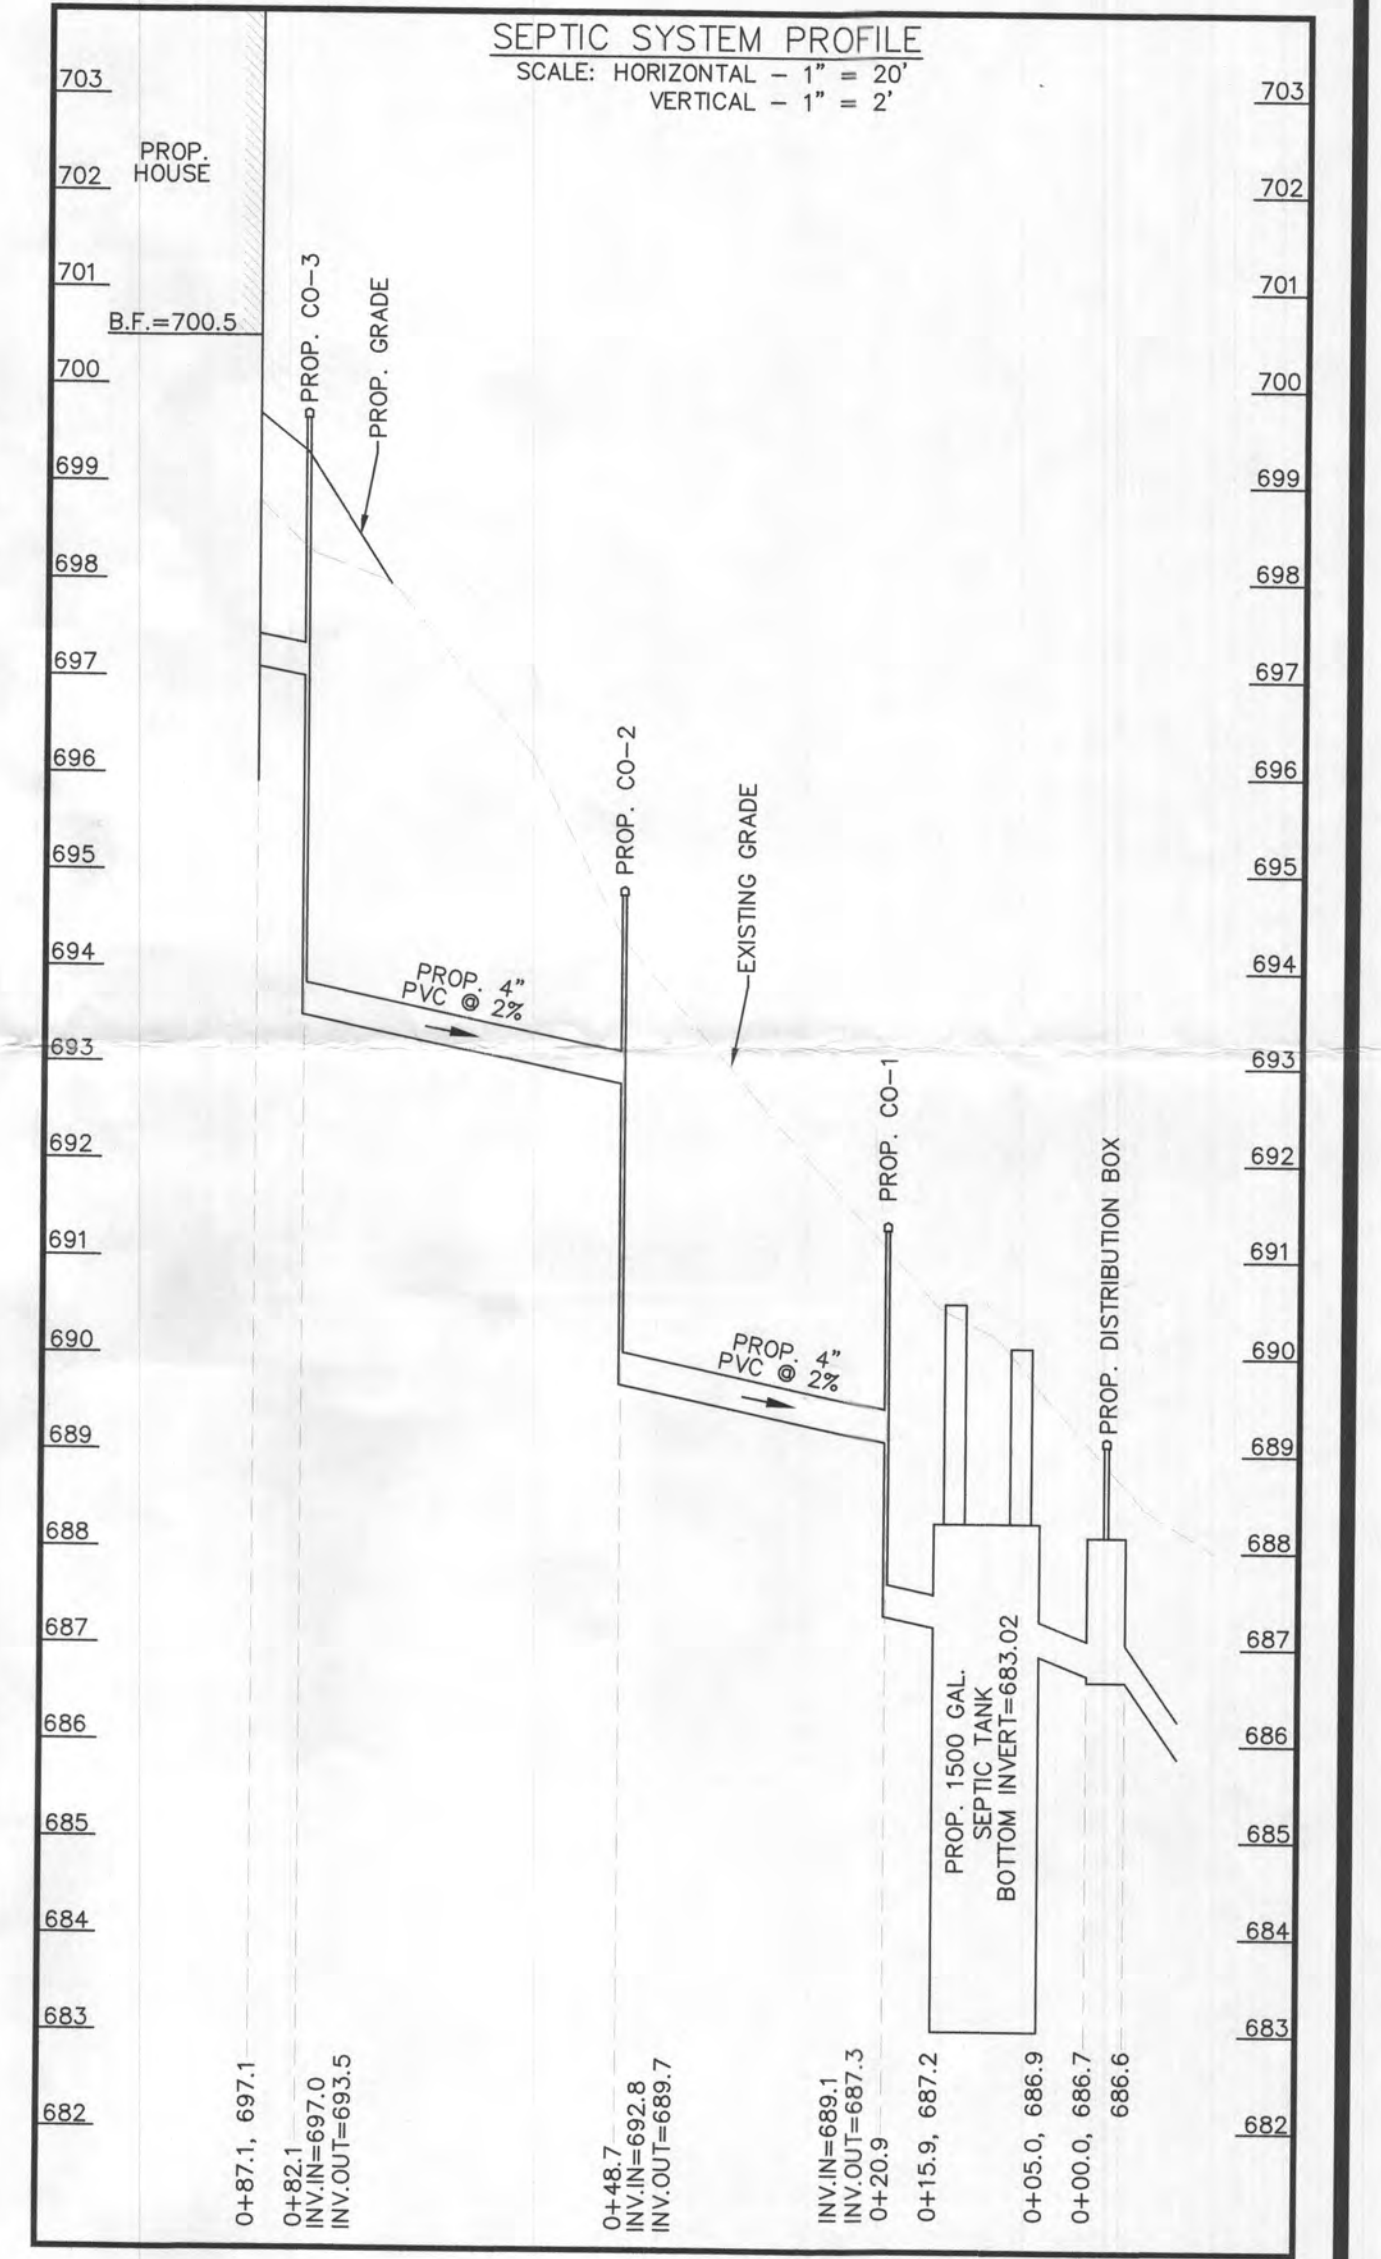 SEPTIC SYSTEM PROFILE
SCALE: HORIZONTAL – 1" = 20'
VERTICAL – 1" = 2'
703
702
701
700
699
698
697
696
695
694
693
692
691
690
689
688
687
686
685
684
683
682
703
702
701
700
699
698
697
696
695
694
693
692
691
690
689
688
687
686
685
684
683
682
PROP.
HOUSE
B.F.=700.5
PROP. CO-3
PROP. GRADE
PROP. CO-2
EXISTING GRADE
PROP. 4"
PVC @ 2%
PROP. CO-1
PROP. DISTRIBUTION BOX
PROP. 4"
PVC @ 2%
PROP. 1500 GAL.
SEPTIC TANK
BOTTOM INVERT=683.02
0+87.1, 697.1
0+82.1
INV.IN=697.0
INV.OUT=693.5
0+48.7
INV.IN=692.8
INV.OUT=689.7
INV.IN=689.1
INV.OUT=687.3
0+20.9
0+15.9, 687.2
0+05.0, 686.9
0+00.0, 686.7
686.6